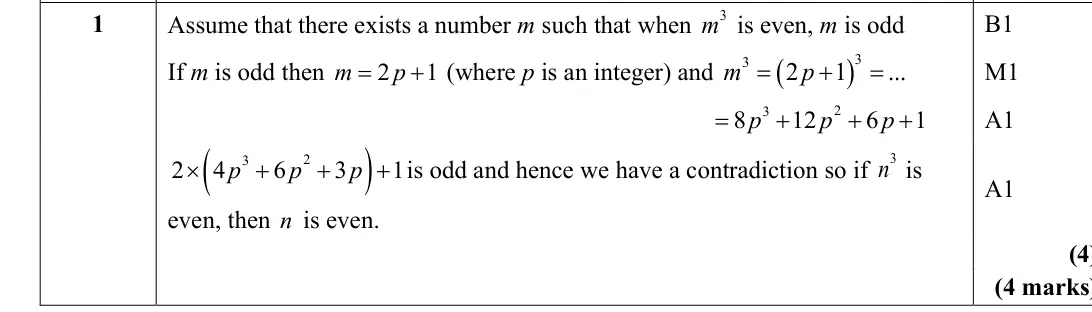 1 Assume that there exists a number m such that when m³ is even, m is odd B1
If m is odd then m = 2p + 1 (where p is an integer) and m³ = (2p + 1)³ = ... M1
= 8p³ + 12p² + 6p + 1 A1
2 × (4p³ + 6p² + 3p) + 1 is odd and hence we have a contradiction so if n³ is
even, then n is even. A1
(4)
(4 marks)